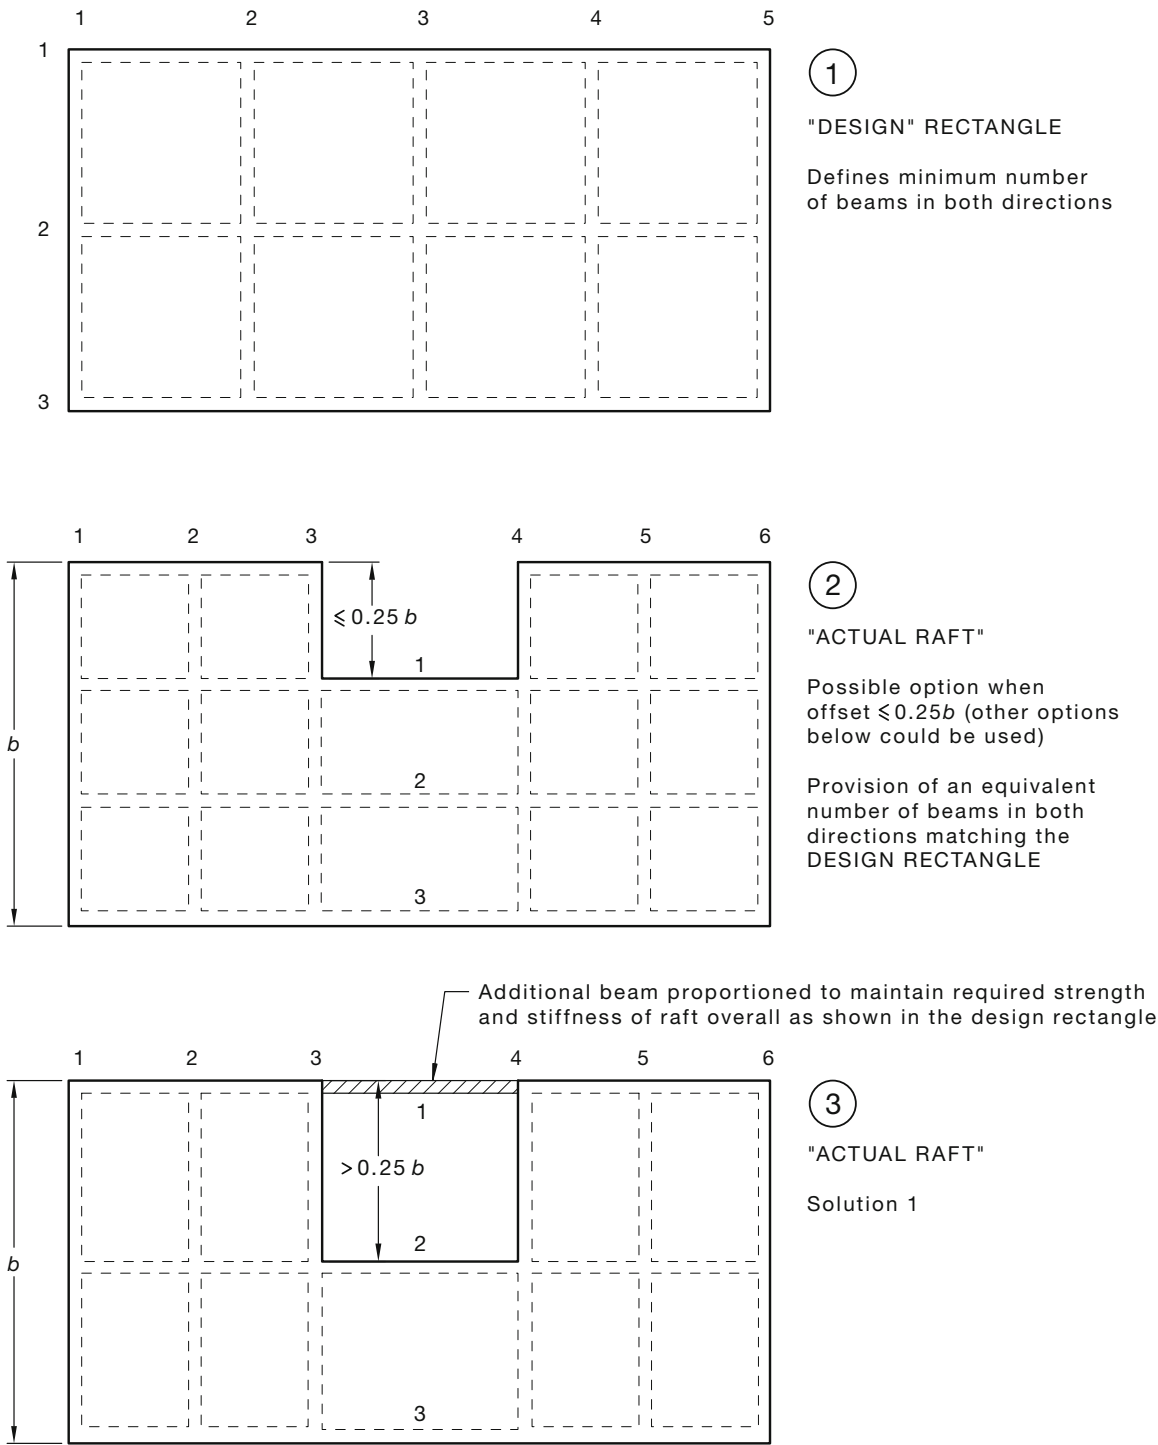 1 2 3 4 5
1
2
3
1
"DESIGN" RECTANGLE
Defines minimum number
of beams in both directions
1 2 3 4 5 6
⩽ 0.25 b
1
b
2
3
2
"ACTUAL RAFT"
Possible option when
offset ⩽ 0.25b (other options
below could be used)
Provision of an equivalent
number of beams in both
directions matching the
DESIGN RECTANGLE
Additional beam proportioned to maintain required strength
and stiffness of raft overall as shown in the design rectangle
1 2 3 4 5 6
1
> 0.25 b
2
b
3
3
"ACTUAL RAFT"
Solution 1